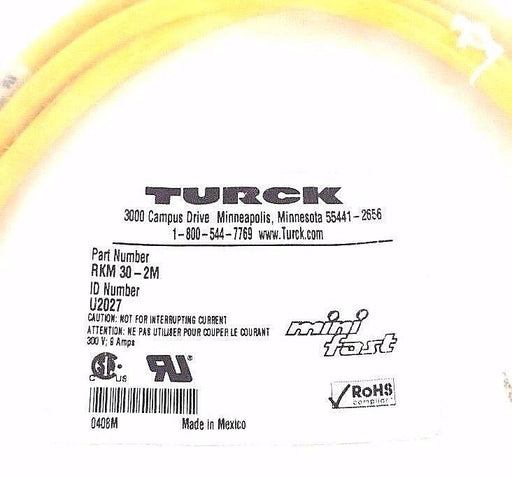 TURCK
3000 Campus Drive Minneapolis, Minnesota 55441-2656
1-800-544-7769 www.Turck.com
Part Number
RKM 30-2M
ID Number
U2027
CAUTION: NOT FOR INTERRUPTING CURRENT
ATTENTION: NE PAS UTILISER POUR COUPER LE COURANT
300 V; 9 Amps
mini
fast
C US
RoHS
compliant
0408M
Made in Mexico